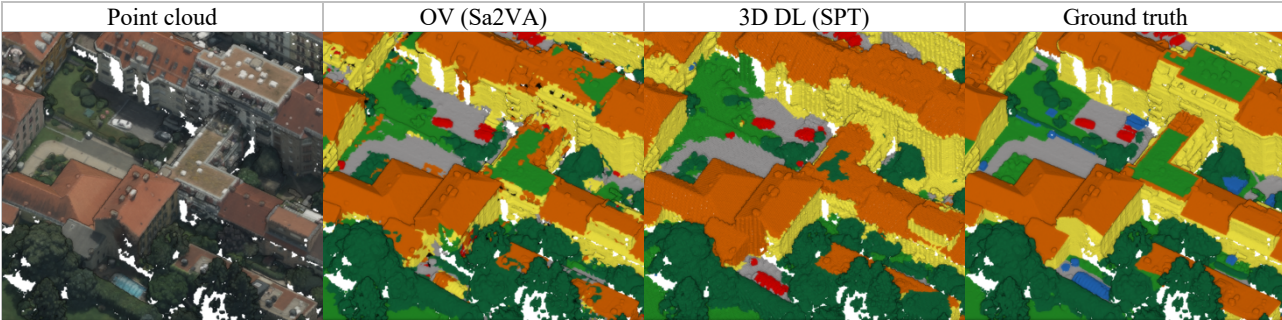 Point cloud
OV (Sa2VA)
3D DL (SPT)
Ground truth